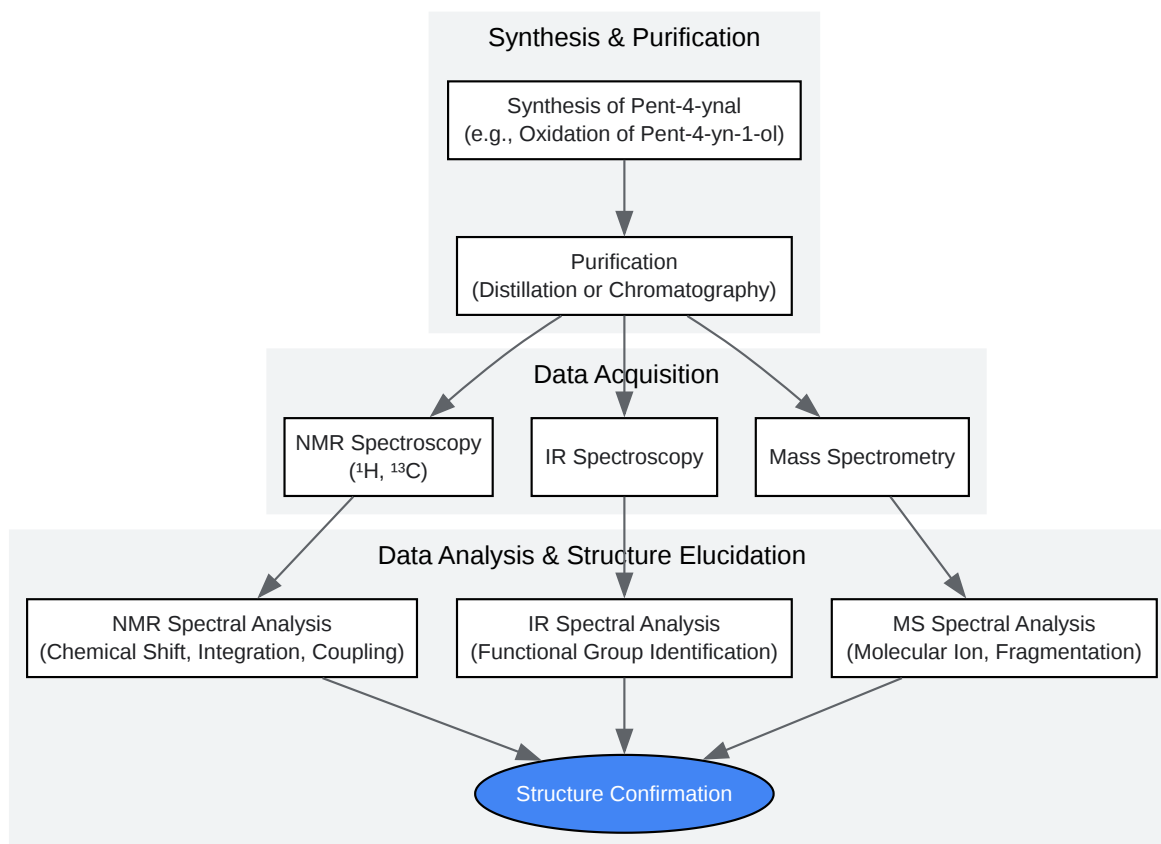 Synthesis & Purification
Synthesis of Pent-4-ynal
(e.g., Oxidation of Pent-4-yn-1-ol)
Purification
(Distillation or Chromatography)
Data Acquisition
NMR Spectroscopy
(¹H, ¹³C)
IR Spectroscopy
Mass Spectrometry
Data Analysis & Structure Elucidation
NMR Spectral Analysis
(Chemical Shift, Integration, Coupling)
IR Spectral Analysis
(Functional Group Identification)
MS Spectral Analysis
(Molecular Ion, Fragmentation)
Structure Confirmation